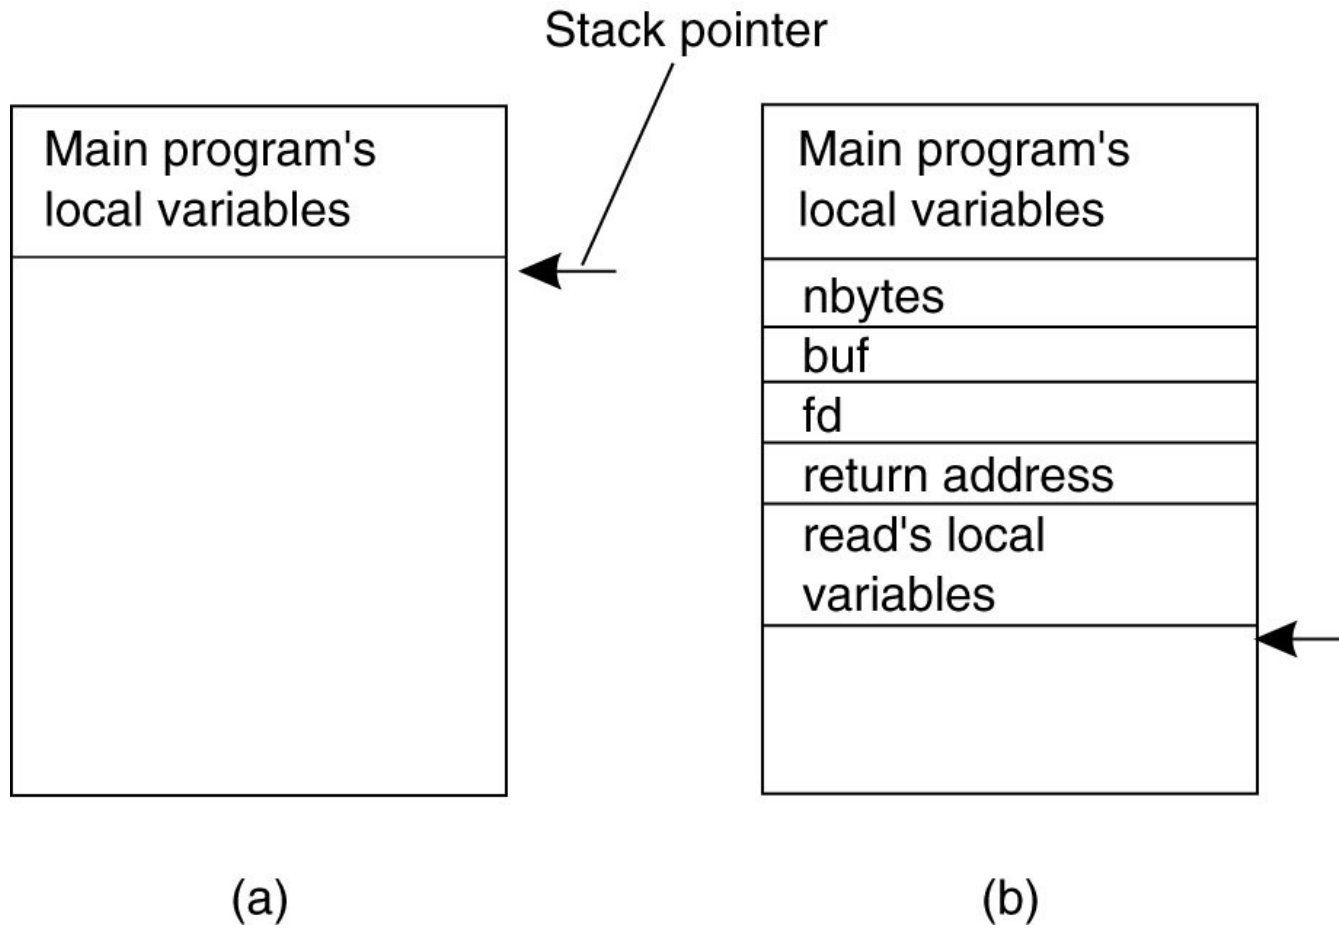 Stack pointer
Main program's
local variables
(a)
Main program's
local variables
nbytes
buf
fd
return address
read's local
variables
(b)